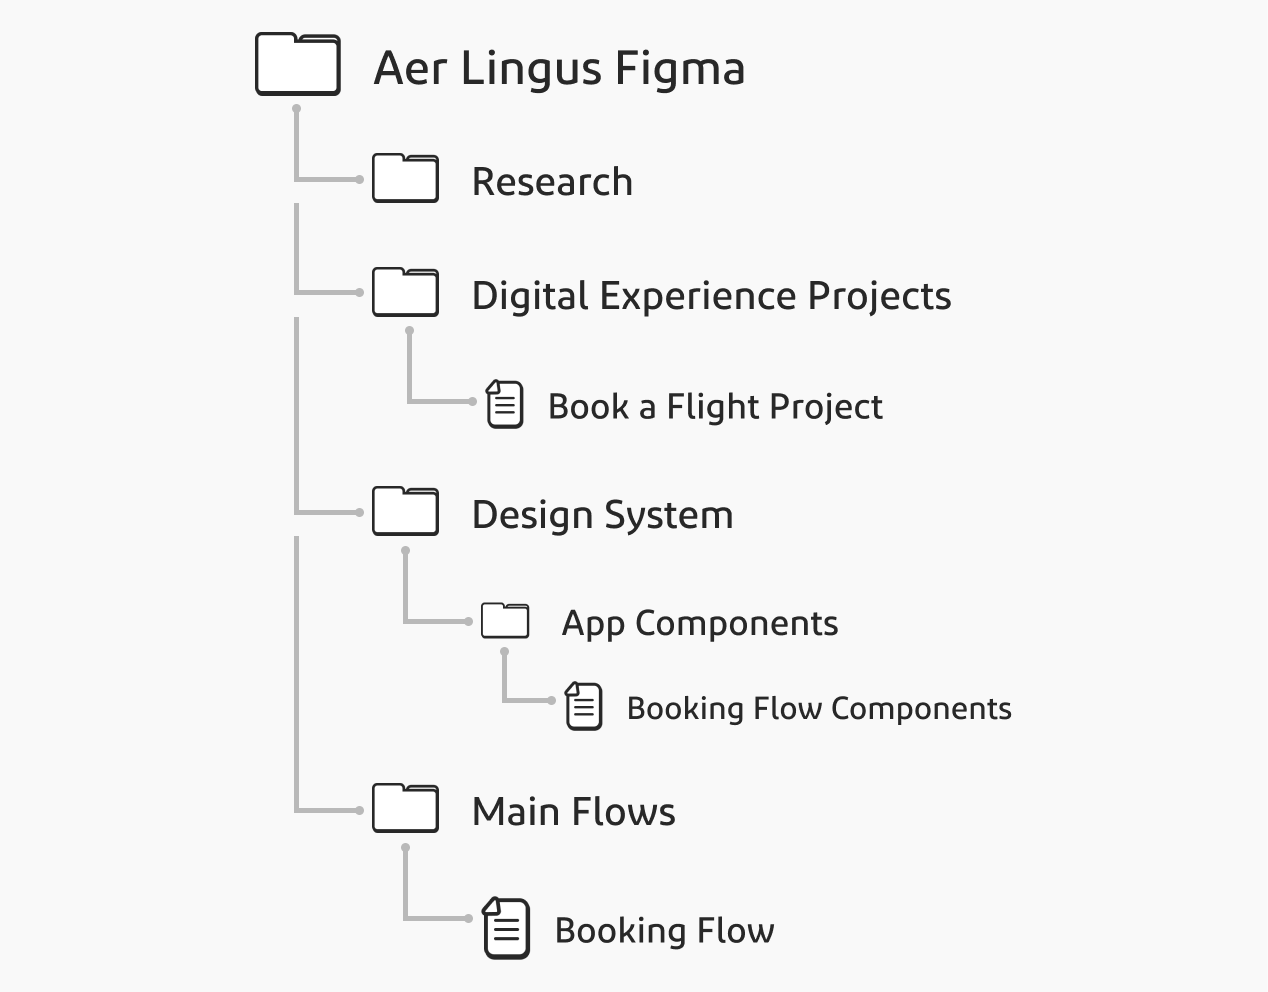 Aer Lingus Figma
Research
Digital Experience Projects
Book a Flight Project
Design System
App Components
Booking Flow Components
Main Flows
Booking Flow